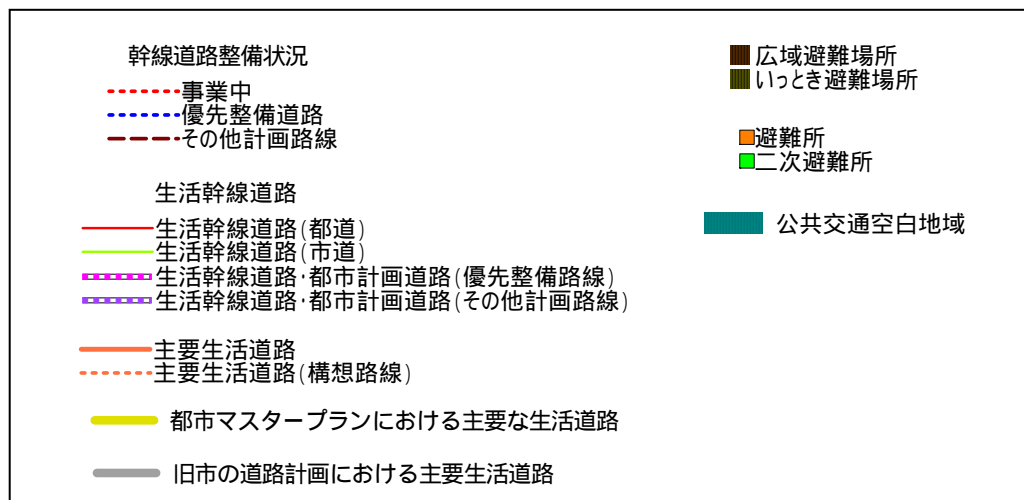 幹線道路整備状況
事業中
優先整備道路
その他計画路線
生活幹線道路
生活幹線道路(都道)
生活幹線道路(市道)
生活幹線道路・都市計画道路(優先整備路線)
生活幹線道路・都市計画道路(その他計画路線)
主要生活道路
主要生活道路(構想路線)
都市マスタープランにおける主要な生活道路
旧市の道路計画における主要生活道路
広域避難場所
いっとき避難場所
避難所
二次避難所
公共交通空白地域